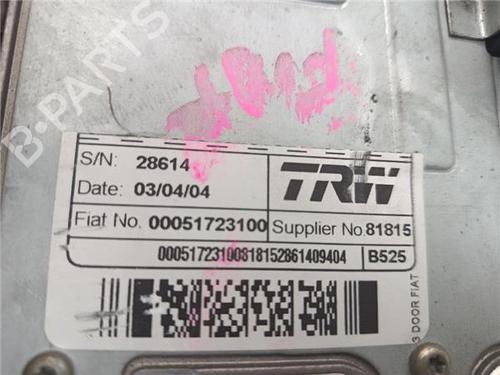 B-PARTS
S/N: 28614
TRW
Date: 03/04/04
Fiat No. 00051723100 Supplier No. 81815
00051723100818152861409404 B525
3 DOOR FIAT